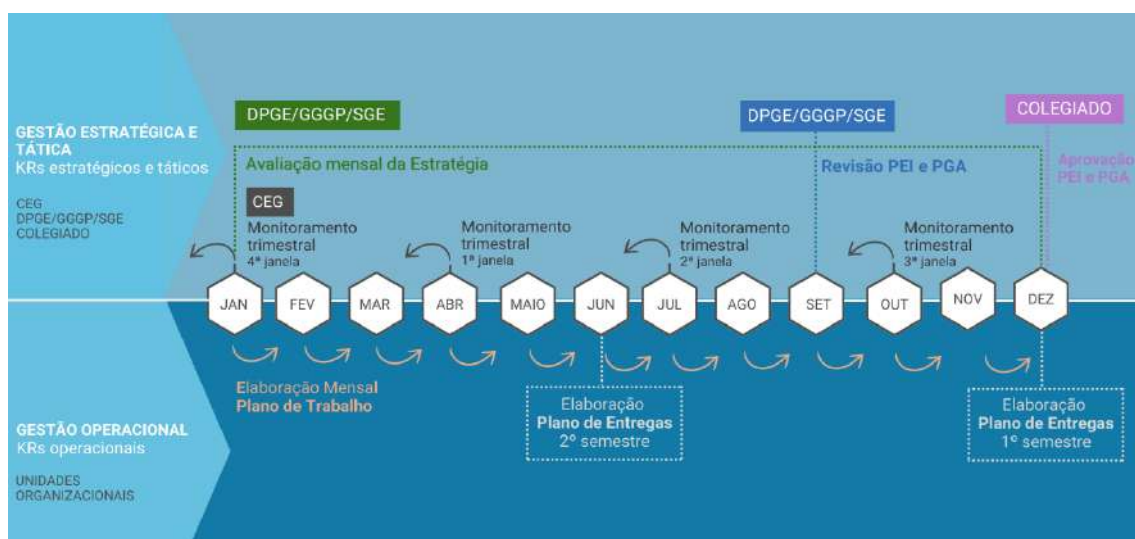 GESTÃO ESTRATÉGICA E
TÁTICA
KRs estratégicos e táticos
CEG
DPGE/GGGP/SGE
COLEGIADO
DPGE/GGGP/SGE
DPGE/GGGP/SGE
COLEGIADO
Avaliação mensal da Estratégia
Revisão PEI e PGA
Aprovação
PEI e PGA
CEG
Monitoramento
trimestral
4ª janela
Monitoramento
trimestral
1ª janela
Monitoramento
trimestral
2ª janela
Monitoramento
trimestral
3ª janela
JAN
FEV
MAR
ABR
MAIO
JUN
JUL
AGO
SET
OUT
NOV
DEZ
Elaboração Mensal
Plano de Trabalho
Elaboração
Plano de Entregas
2º semestre
Elaboração
Plano de Entregas
1º semestre
GESTÃO OPERACIONAL
KRs operacionais
UNIDADES
ORGANIZACIONAIS